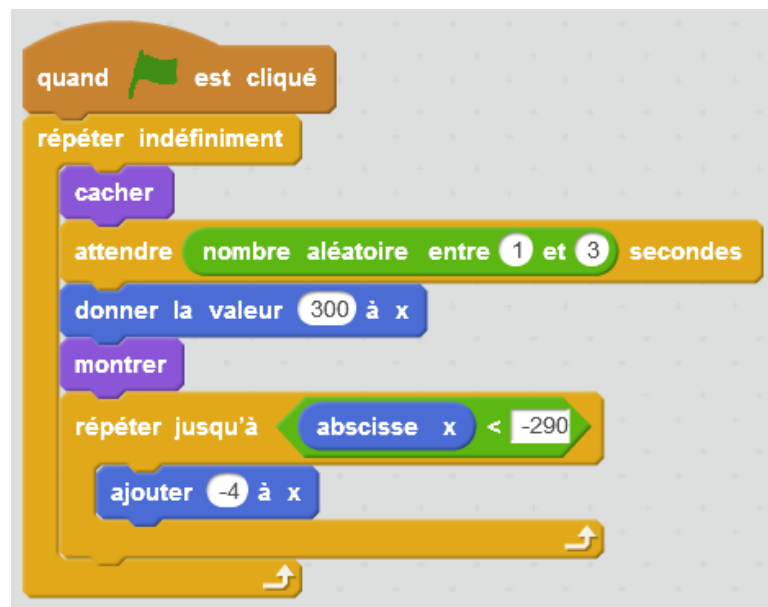 quand est cliqué
répéter indéfiniment
cacher
attendre nombre aléatoire entre 1 et 3 secondes
donner la valeur 300 à x
montrer
répéter jusqu'à abscisse x < -290
ajouter -4 à x